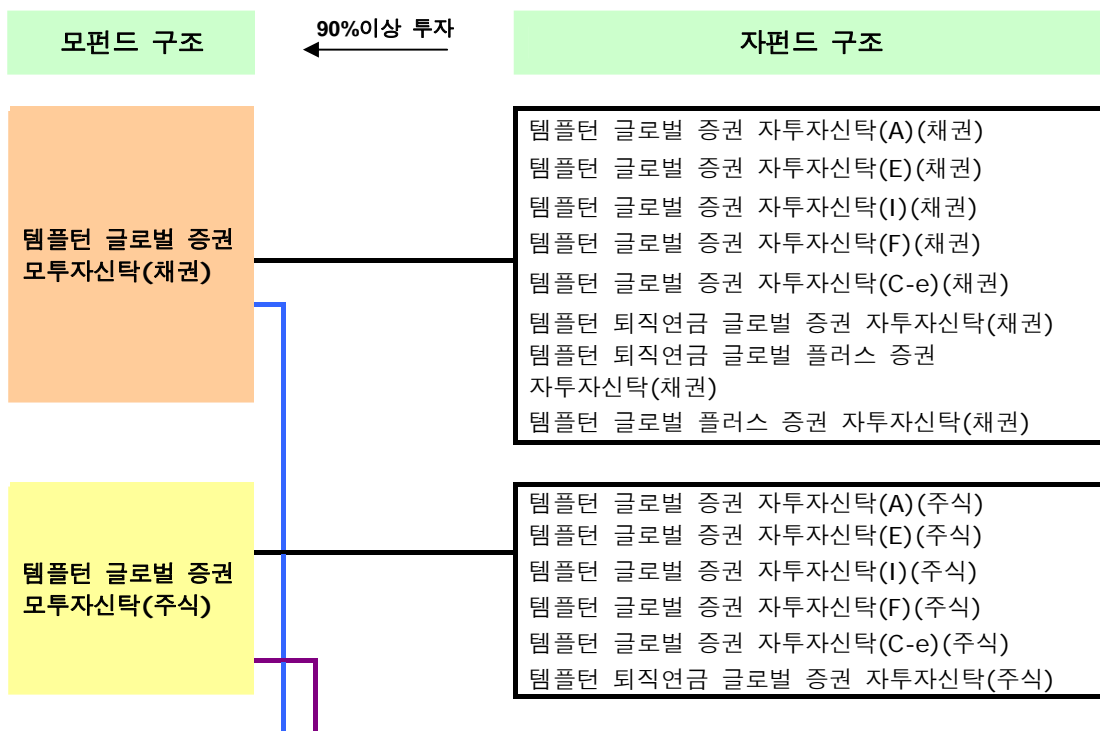 모펀드 구조
90%이상 투자
자펀드 구조
템플턴 글로벌 증권
모투자신탁(채권)
템플턴 글로벌 증권 자투자신탁(A)(채권)
템플턴 글로벌 증권 자투자신탁(E)(채권)
템플턴 글로벌 증권 자투자신탁(I)(채권)
템플턴 글로벌 증권 자투자신탁(F)(채권)
템플턴 글로벌 증권 자투자신탁(C-e)(채권)
템플턴 퇴직연금 글로벌 증권 자투자신탁(채권)
템플턴 퇴직연금 글로벌 플러스 증권
자투자신탁(채권)
템플턴 글로벌 플러스 증권 자투자신탁(채권)
템플턴 글로벌 증권
모투자신탁(주식)
템플턴 글로벌 증권 자투자신탁(A)(주식)
템플턴 글로벌 증권 자투자신탁(E)(주식)
템플턴 글로벌 증권 자투자신탁(I)(주식)
템플턴 글로벌 증권 자투자신탁(F)(주식)
템플턴 글로벌 증권 자투자신탁(C-e)(주식)
템플턴 퇴직연금 글로벌 증권 자투자신탁(주식)